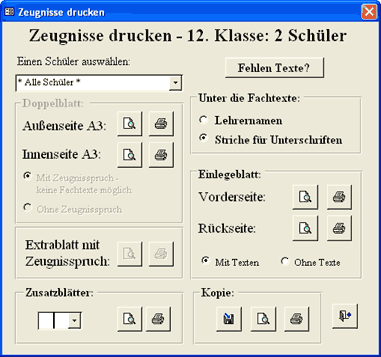 Zeugnisse drucken
Zeugnisse drucken - 12. Klasse: 2 Schüler
Einen Schüler auswählen:
* Alle Schüler *
Fehlen Texte?
Doppelblatt:
Außenseite A3:
Innenseite A3:
Mit Zeugnisspruch -
keine Fachtexte möglich
Ohne Zeugnisspruch
Unter die Fachtexte:
Lehrernamen
Striche für Unterschriften
Einlegeblatt:
Vorderseite:
Rückseite:
Mit Texten
Ohne Texte
Extrablatt mit
Zeugnisspruch:
Zusatzblätter:
Kopie: